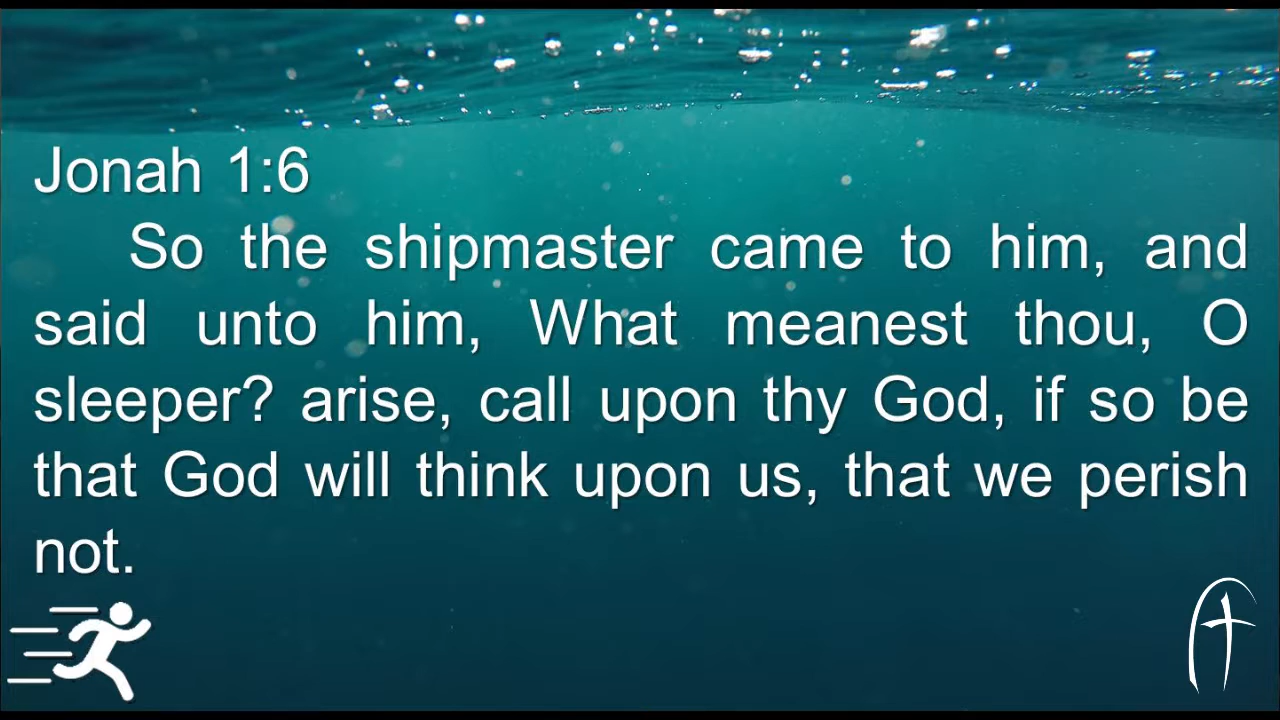 Jonah 1:6
So the shipmaster came to him, and
said unto him, What meanest thou, O
sleeper? arise, call upon thy God, if so be
that God will think upon us, that we perish
not.